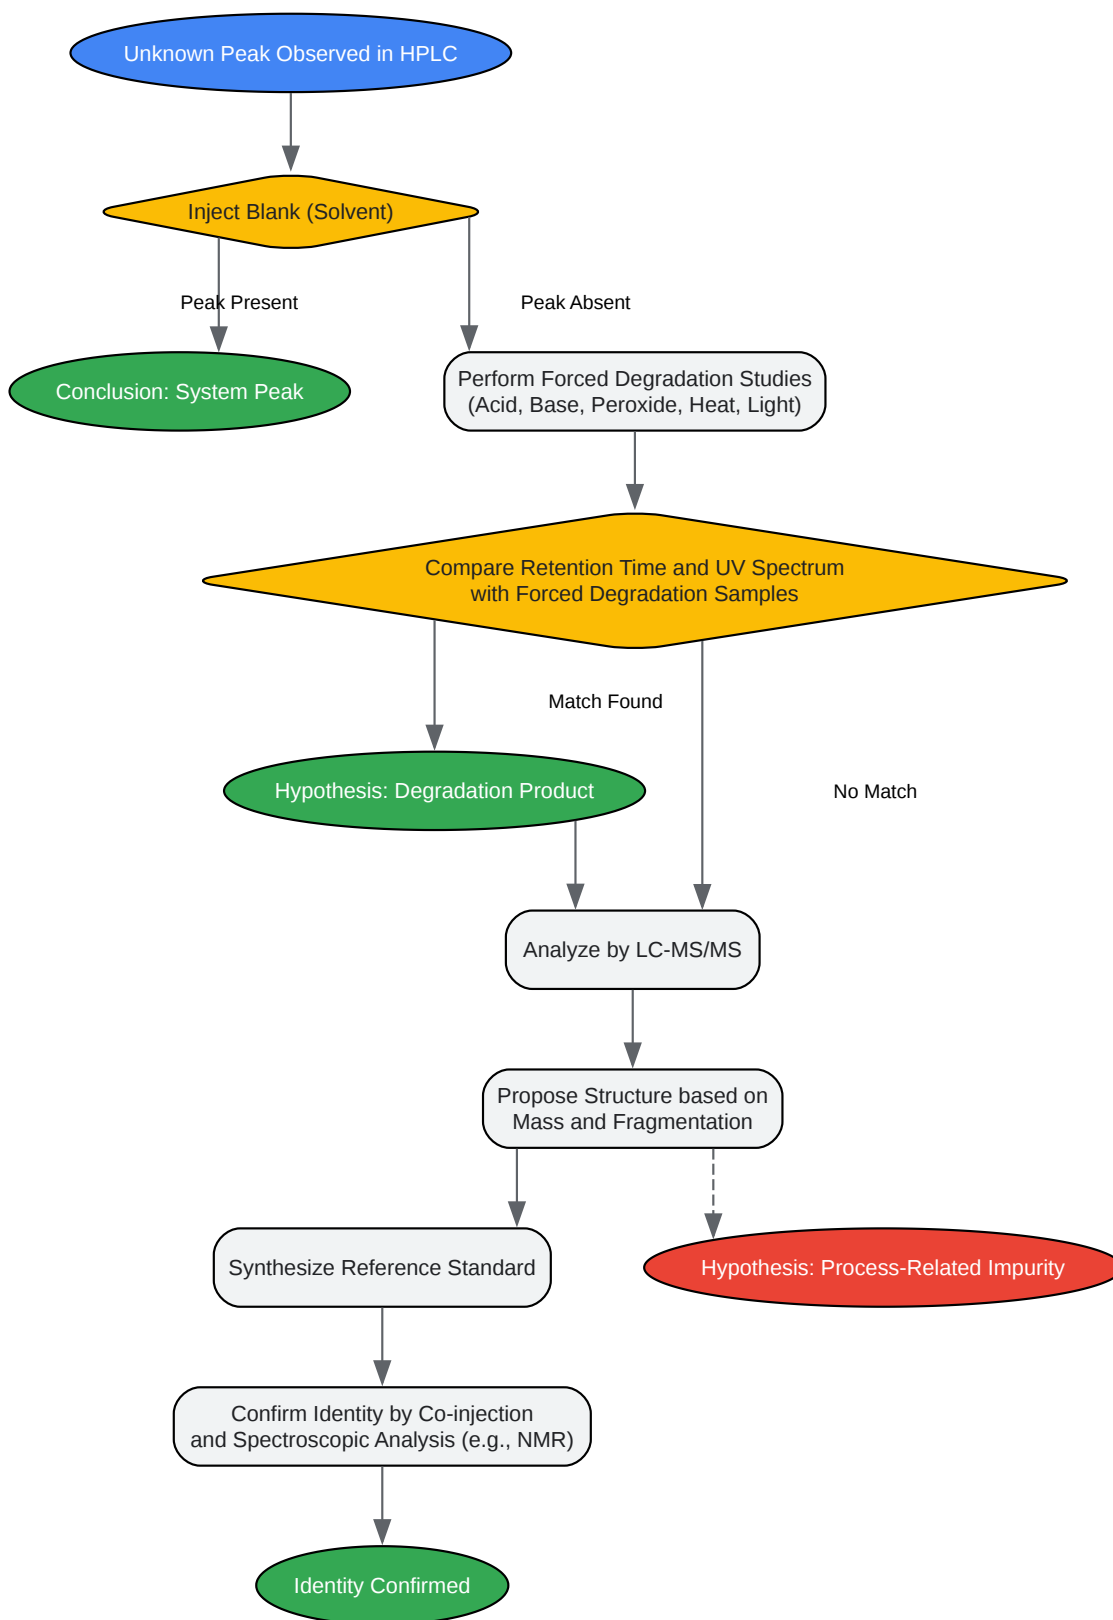 Unknown Peak Observed in HPLC
Inject Blank (Solvent)
Peak Present
Peak Absent
Conclusion: System Peak
Perform Forced Degradation Studies
(Acid, Base, Peroxide, Heat, Light)
Compare Retention Time and UV Spectrum
with Forced Degradation Samples
Match Found
Hypothesis: Degradation Product
No Match
Analyze by LC-MS/MS
Propose Structure based on
Mass and Fragmentation
Synthesize Reference Standard
Hypothesis: Process-Related Impurity
Confirm Identity by Co-injection
and Spectroscopic Analysis (e.g., NMR)
Identity Confirmed